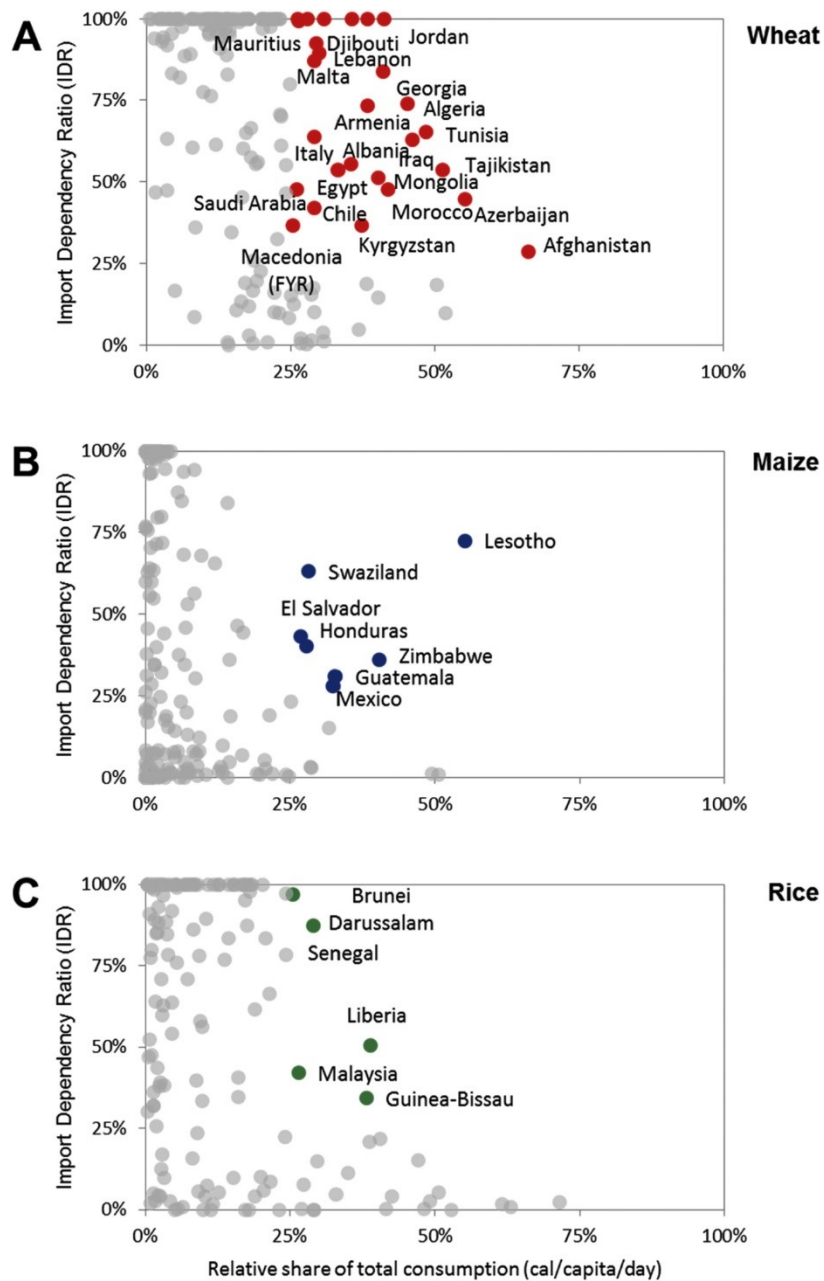 A
Wheat
Import Dependency Ratio (IDR)
100%
75%
50%
25%
0%
Mauritius
Djibouti
Jordan
Lebanon
Malta
Georgia
Algeria
Armenia
Tunisia
Italy
Albania
Iraq
Tajikistan
Egypt
Mongolia
Saudi Arabia
Chile
Morocco
Azerbaijan
Macedonia
(FYR)
Kyrgyzstan
Afghanistan
0%
25%
50%
75%
100%
B
Maize
Import Dependency Ratio (IDR)
100%
75%
50%
25%
0%
Lesotho
Swaziland
El Salvador
Honduras
Zimbabwe
Guatemala
Mexico
0%
25%
50%
75%
100%
C
Rice
Import Dependency Ratio (IDR)
100%
75%
50%
25%
0%
Brunei
Darussalam
Senegal
Liberia
Malaysia
Guinea-Bissau
0%
25%
50%
75%
100%
Relative share of total consumption (cal/capita/day)